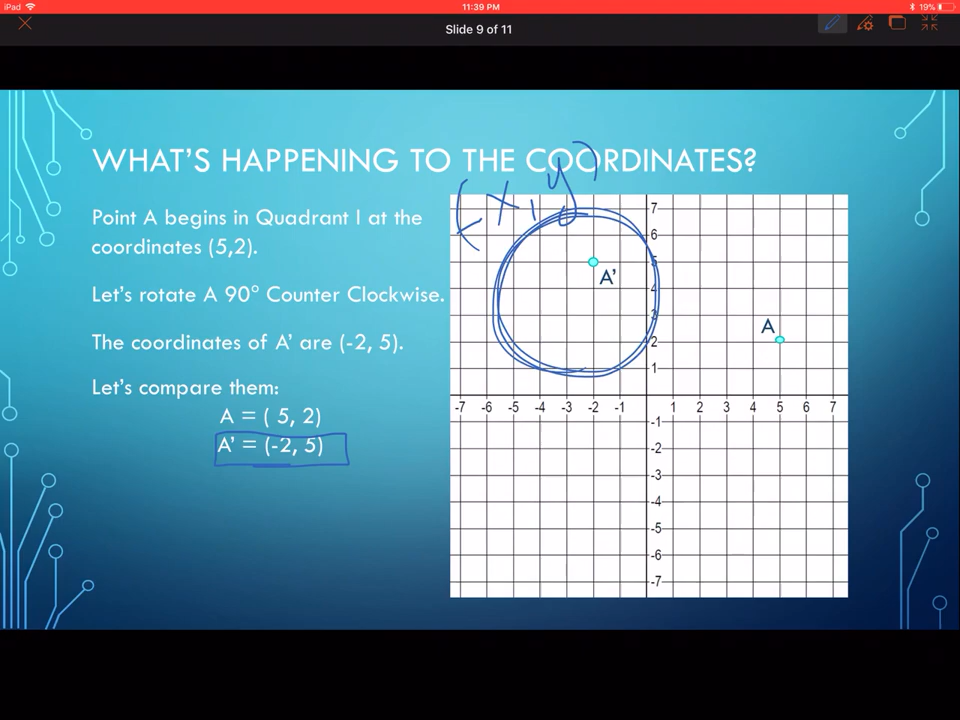 iPad
11:39 PM
19%
Slide 9 of 11
WHAT'S HAPPENING TO THE COORDINATES?
(-x, y)
Point A begins in Quadrant I at the
coordinates (5,2).
Let's rotate A 90° Counter Clockwise.
The coordinates of A' are (-2, 5).
Let's compare them:
A = ( 5, 2)
A' = (-2, 5)
7
6
5
A'
4
3
A
2
1
-7 -6 -5 -4 -3 -2 -1 1 2 3 4 5 6 7
-1
-2
-3
-4
-5
-6
-7